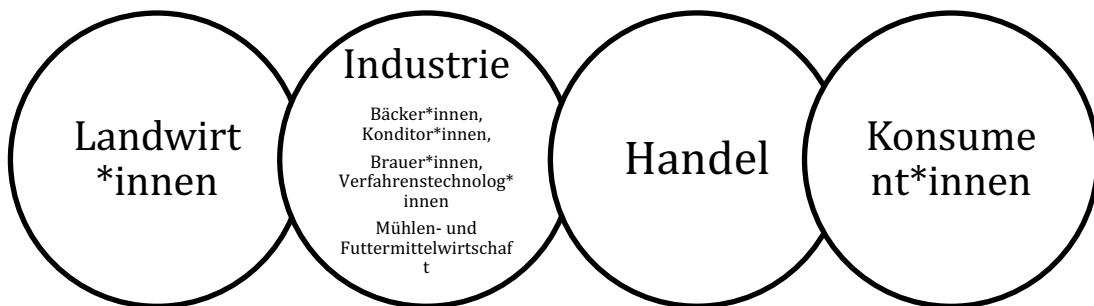 Landwirt
*innen
Industrie
Bäcker*innen,
Konditor*innen,
Brauer*innen,
Verfahrenstechnolog*
innen
Mühlen- und
Futtermittelwirtschaf
t
Handel
Konsume
nt*innen